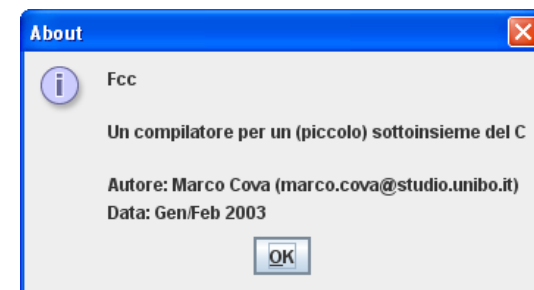 About
Fcc
Un compilatore per un (piccolo) sottoinsieme del C
Autore: Marco Cova (marco.cova@studio.unibo.it)
Data: Gen/Feb 2003
OK